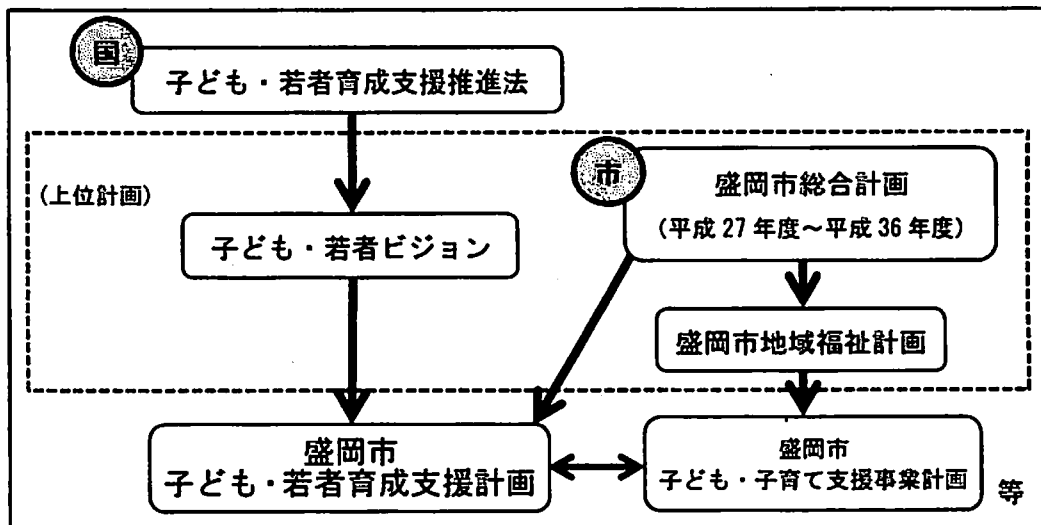 国
子ども・若者育成支援推進法
(上位計画)
市
盛岡市総合計画
(平成27年度～平成36年度)
子ども・若者ビジョン
盛岡市地域福祉計画
盛岡市
子ども・若者育成支援計画
盛岡市
子ども・子育て支援事業計画
等